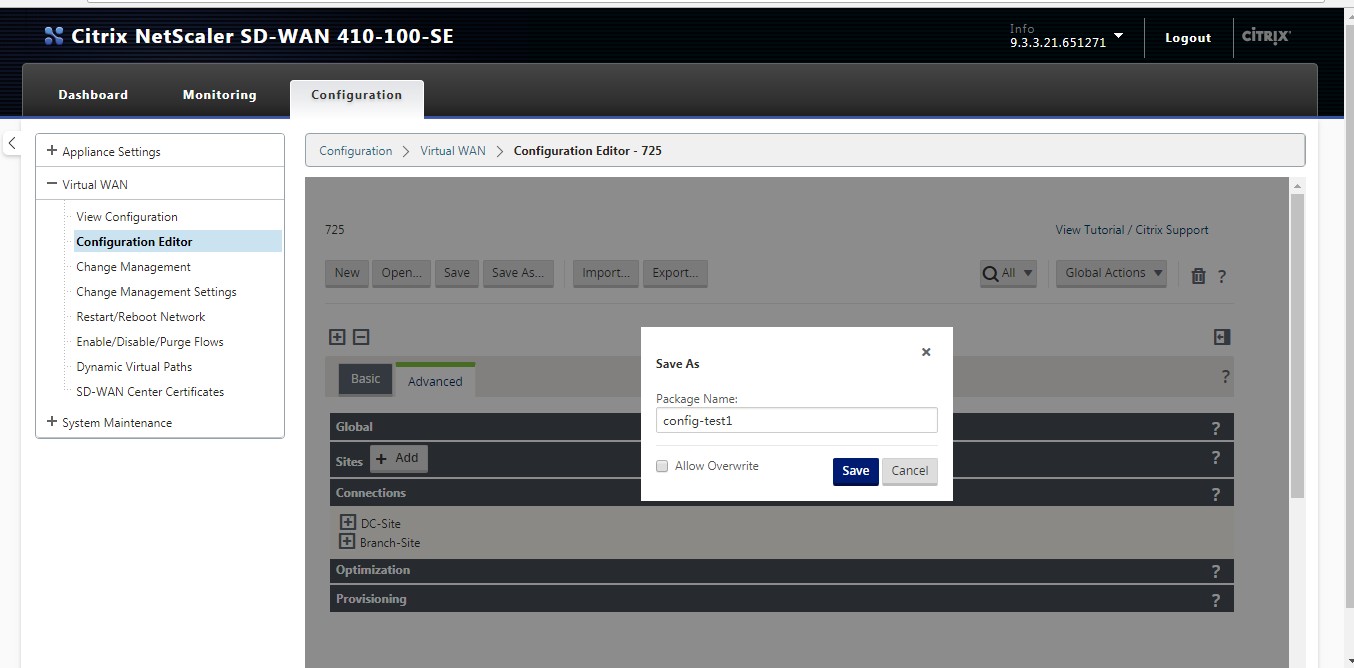 Citrix NetScaler SD-WAN 410-100-SE
Info
9.3.3.21.651271
Logout
CİTRIX
Dashboard Monitoring Configuration
+ Appliance Settings
− Virtual WAN
View Configuration
Configuration Editor
Change Management
Change Management Settings
Restart/Reboot Network
Enable/Disable/Purge Flows
Dynamic Virtual Paths
SD-WAN Center Certificates
+ System Maintenance
Configuration > Virtual WAN > Configuration Editor - 725
725
View Tutorial / Citrix Support
New Open... Save Save As... Import... Export... All Global Actions ?
Basic Advanced ?
Global ?
Sites + Add ?
Connections ?
DC-Site
Branch-Site
Optimization ?
Provisioning ?
Save As
Package Name:
config-test1
Allow Overwrite Save Cancel